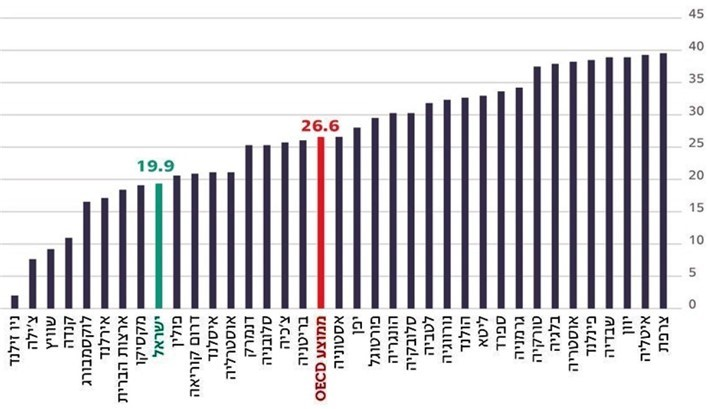 45
40
35
30
25
20
15
10
5
0
26.6
19.9
צרפת
איטליה
יוון
שבדיה
פינלנד
אוסטריה
בלגיה
טורקיה
גרמניה
ספרד
ליטא
הולנד
נורווגיה
לטביה
סלובקיה
הונגריה
פורטוגל
יפן
אסטוניה
ממוצע OECD
בריטניה
צ'כיה
סלובניה
דנמרק
אוסטרליה
איסלנד
דרום קוריאה
פולין
ישראל
מקסיקו
ארצות הברית
אירלנד
לוקסמבורג
קנדה
שוויץ
צ'ילה
ניו זילנד